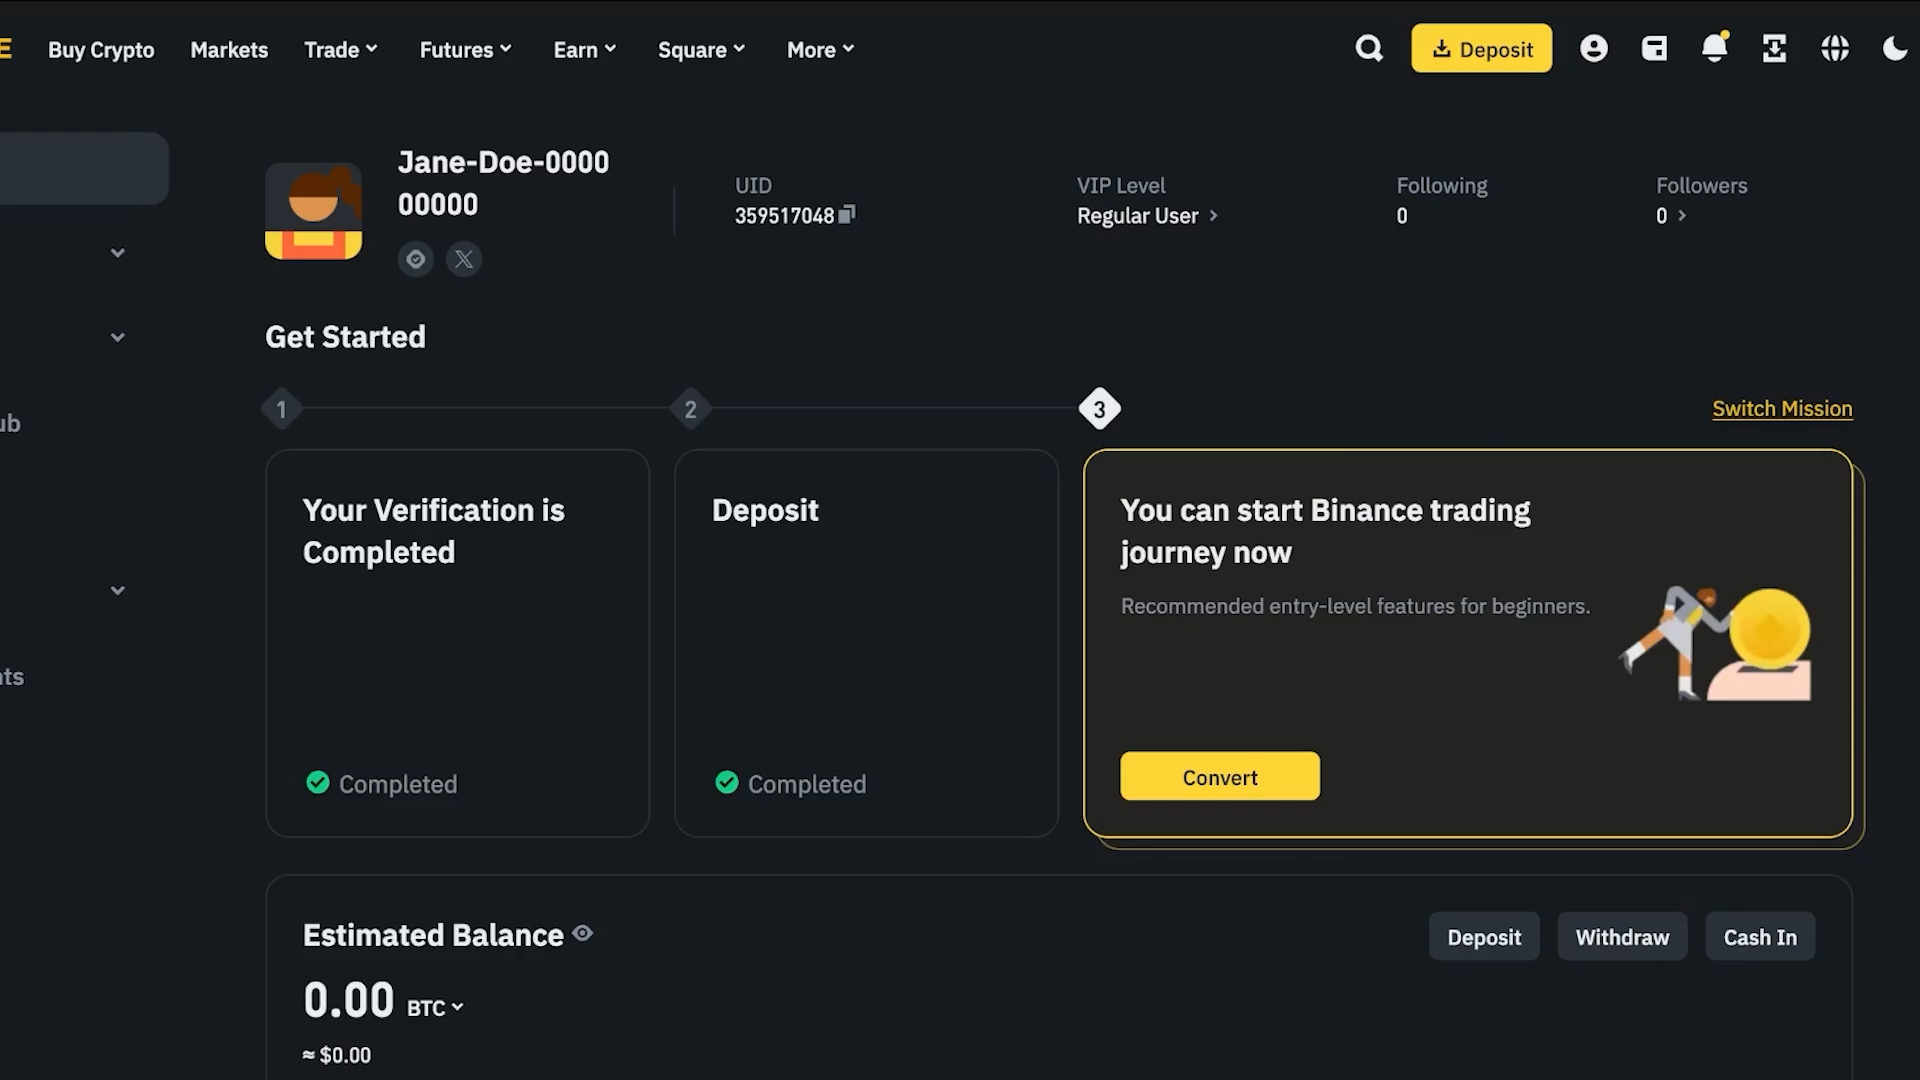 E Buy Crypto Markets Trade Futures Earn Square More Deposit
Jane-Doe-0000
00000
UID
359517048
VIP Level
Regular User
Following
0
Followers
0
Get Started
1 2 3 Switch Mission
ub
nts
Your Verification is
Completed
Completed
Deposit
Completed
You can start Binance trading
journey now
Recommended entry-level features for beginners.
Convert
Estimated Balance Deposit Withdraw Cash In
0.00 BTC
≈ $0.00